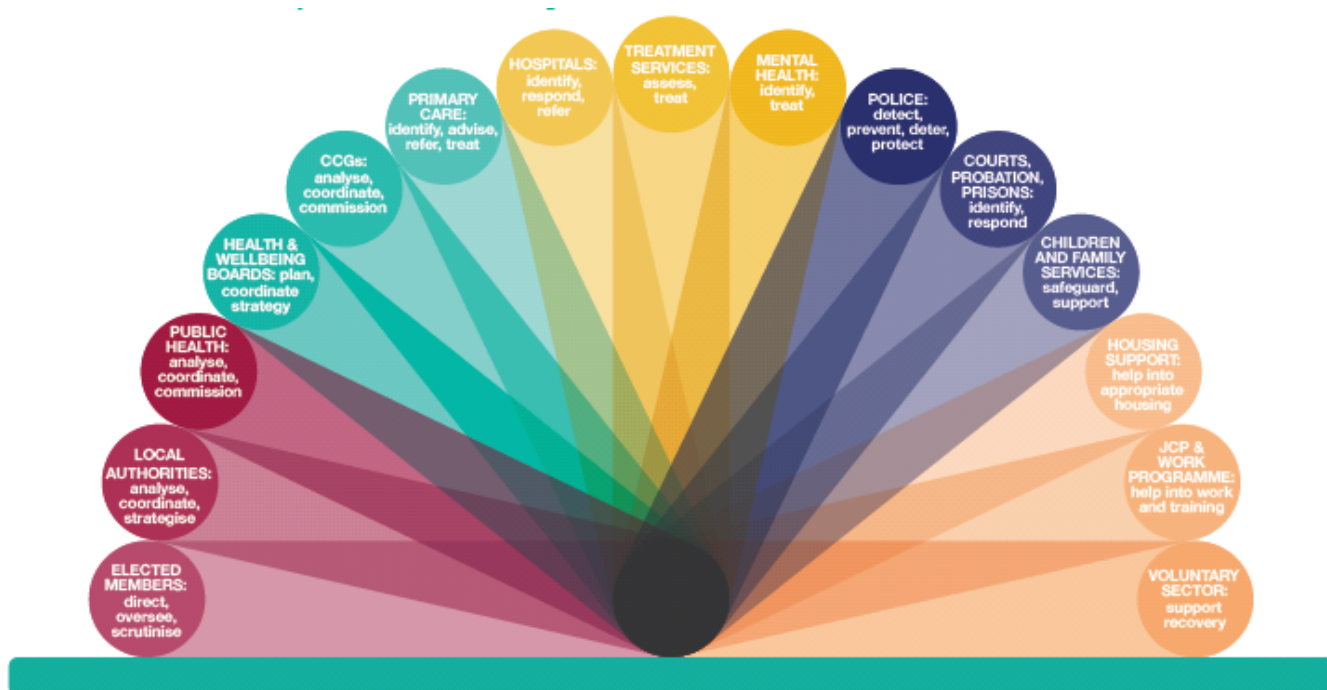 ELECTED
MEMBERS:
direct,
oversee,
scrutinise
LOCAL
AUTHORITIES:
analyse,
coordinate,
strategise
PUBLIC
HEALTH:
analyse,
coordinate,
commission
HEALTH &
WELLBEING
BOARDS: plan,
coordinate
strategy
CCGs:
analyse,
coordinate,
commission
PRIMARY
CARE:
identify, advise,
refer, treat
HOSPITALS:
identify,
respond,
refer
TREATMENT
SERVICES:
assess,
treat
MENTAL
HEALTH:
identify,
treat
POLICE:
detect,
prevent, deter,
protect
COURTS,
PROBATION,
PRISONS:
identify,
respond
CHILDREN
AND FAMILY
SERVICES:
safeguard,
support
HOUSING
SUPPORT:
help into
appropriate
housing
JCP &
WORK
PROGRAMME:
help into work
and training
VOLUNTARY
SECTOR:
support
recovery